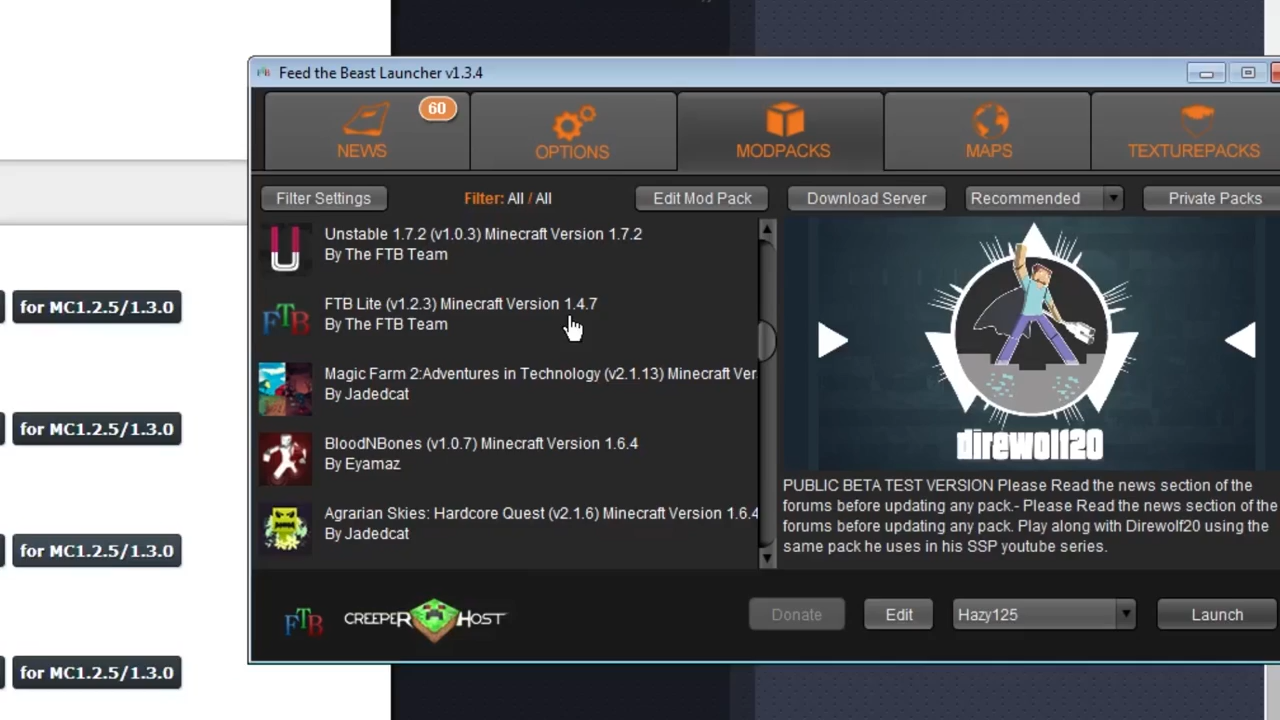 Feed the Beast Launcher v1.3.4
60
NEWS
OPTIONS
MODPACKS
MAPS
TEXTUREPACKS
Filter Settings
Filter: All / All
Edit Mod Pack
Download Server
Recommended
Private Packs
Unstable 1.7.2 (v1.0.3) Minecraft Version 1.7.2
By The FTB Team
FTB Lite (v1.2.3) Minecraft Version 1.4.7
By The FTB Team
Magic Farm 2:Adventures in Technology (v2.1.13) Minecraft Ver
By Jadedcat
BloodNBones (v1.0.7) Minecraft Version 1.6.4
By Eyamaz
Agrarian Skies: Hardcore Quest (v2.1.6) Minecraft Version 1.6.4
By Jadedcat
direwolf20
PUBLIC BETA TEST VERSION Please Read the news section of the
forums before updating any pack.- Please Read the news section of the
forums before updating any pack. Play along with Direwolf20 using the
same pack he uses in his SSP youtube series.
for MC1.2.5/1.3.0
for MC1.2.5/1.3.0
for MC1.2.5/1.3.0
for MC1.2.5/1.3.0
FTB
CREEPER HOST
Donate
Edit
Hazy125
Launch